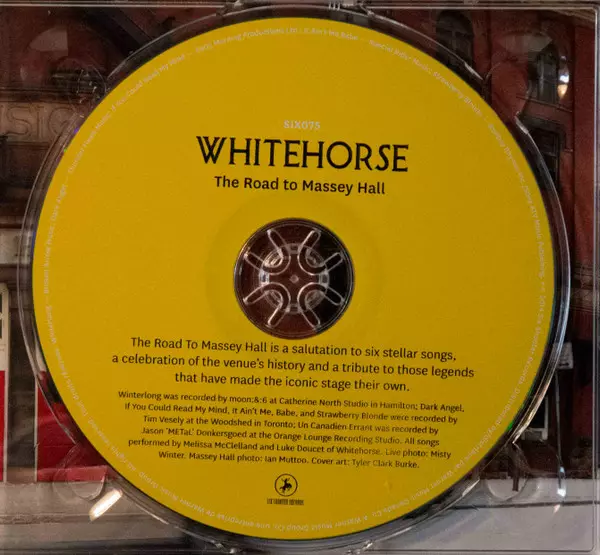 SIX075
WHITEHORSE
The Road to Massey Hall
The Road To Massey Hall is a salutation to six stellar songs,
a celebration of the venue's history and a tribute to those legends
that have made the iconic stage their own.
Winterlong was recorded by moon:&:6 at Catherine North Studio in Hamilton; Dark Angel,
If You Could Read My Mind, It Ain't Me, Babe, and Strawberry Blonde were recorded by
Tim Vesely at the Woodshed in Toronto; Un Canadien Errant was recorded by
Jason 'METaL' Donkersgoed at the Orange Lounge Recording Studio. All songs
performed by Melissa McClelland and Luke Doucet of Whitehorse. Live photo: Misty
Winter. Massey Hall photo: Ian Muttoo. Cover art: Tyler Clark Burke.
SIX SHOOTER RECORDS